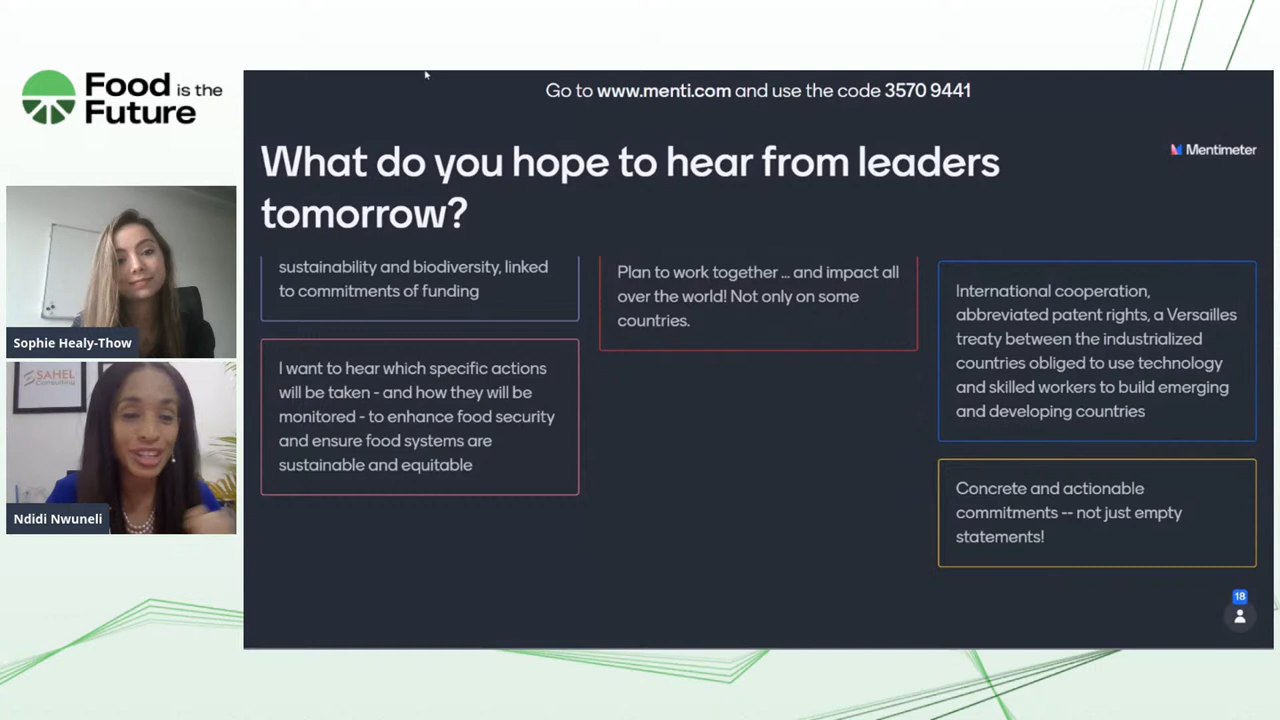 Food is the
Future
Go to www.menti.com and use the code 3570 9441
What do you hope to hear from leaders
tomorrow?
Mentimeter
sustainability and biodiversity, linked
to commitments of funding
I want to hear which specific actions
will be taken - and how they will be
monitored - to enhance food security
and ensure food systems are
sustainable and equitable
Plan to work together ... and impact all
over the world! Not only on some
countries.
International cooperation,
abbreviated patent rights, a Versailles
treaty between the industrialized
countries obliged to use technology
and skilled workers to build emerging
and developing countries
Concrete and actionable
commitments -- not just empty
statements!
18
Sophie Healy-Thow
SAHEL
Consulting
Ndidi Nwuneli